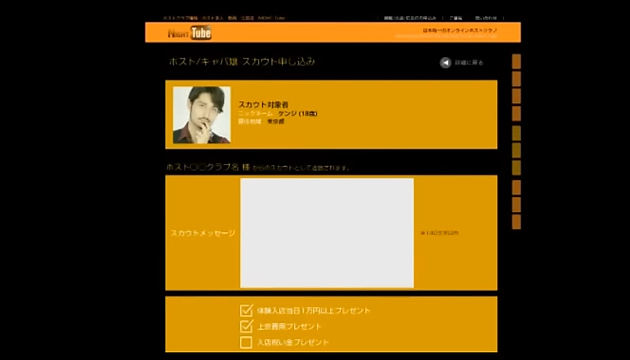 NIGHT Tube
日本唯一のオンラインホストクラブ
ホスト/キャバ嬢 スカウト申し込み
詳細に戻る
スカウト対象者
ニックネーム ケンジ (18歳)
居住地域 東京都
ホスト〇〇クラブ名 様 からのスカウトとして送信されます。
スカウトメッセージ
体験入店当日1万円以上プレゼント
上京費用プレゼント
入店祝い金プレゼント